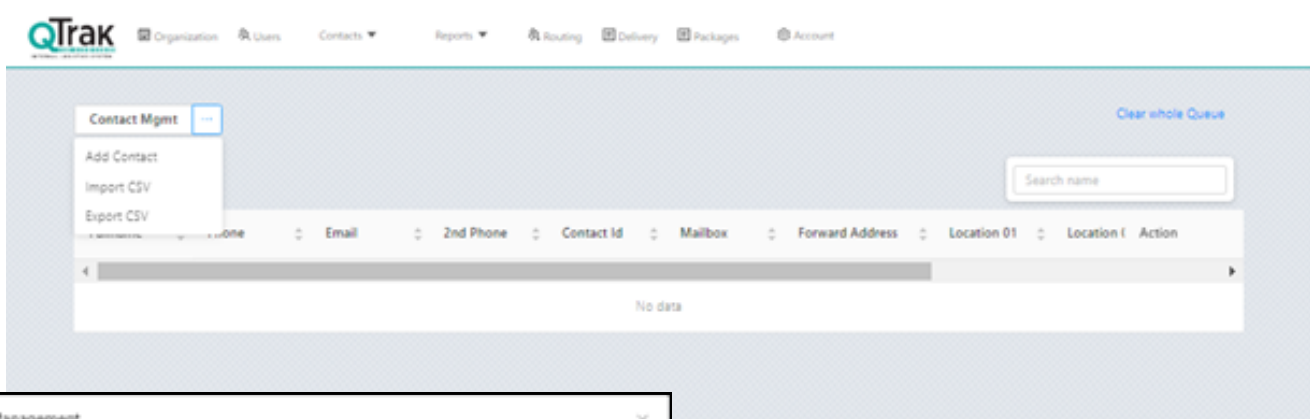 QTrak Organization Users Contacts ▼ Reports ▼ Routing Delivery Packages Account
Contact Mgmt ... Clear whole Queue
Add Contact
Search name
Import CSV
Export CSV
Phone Email 2nd Phone Contact Id Mailbox Forward Address Location 01 Location ( Action
No data